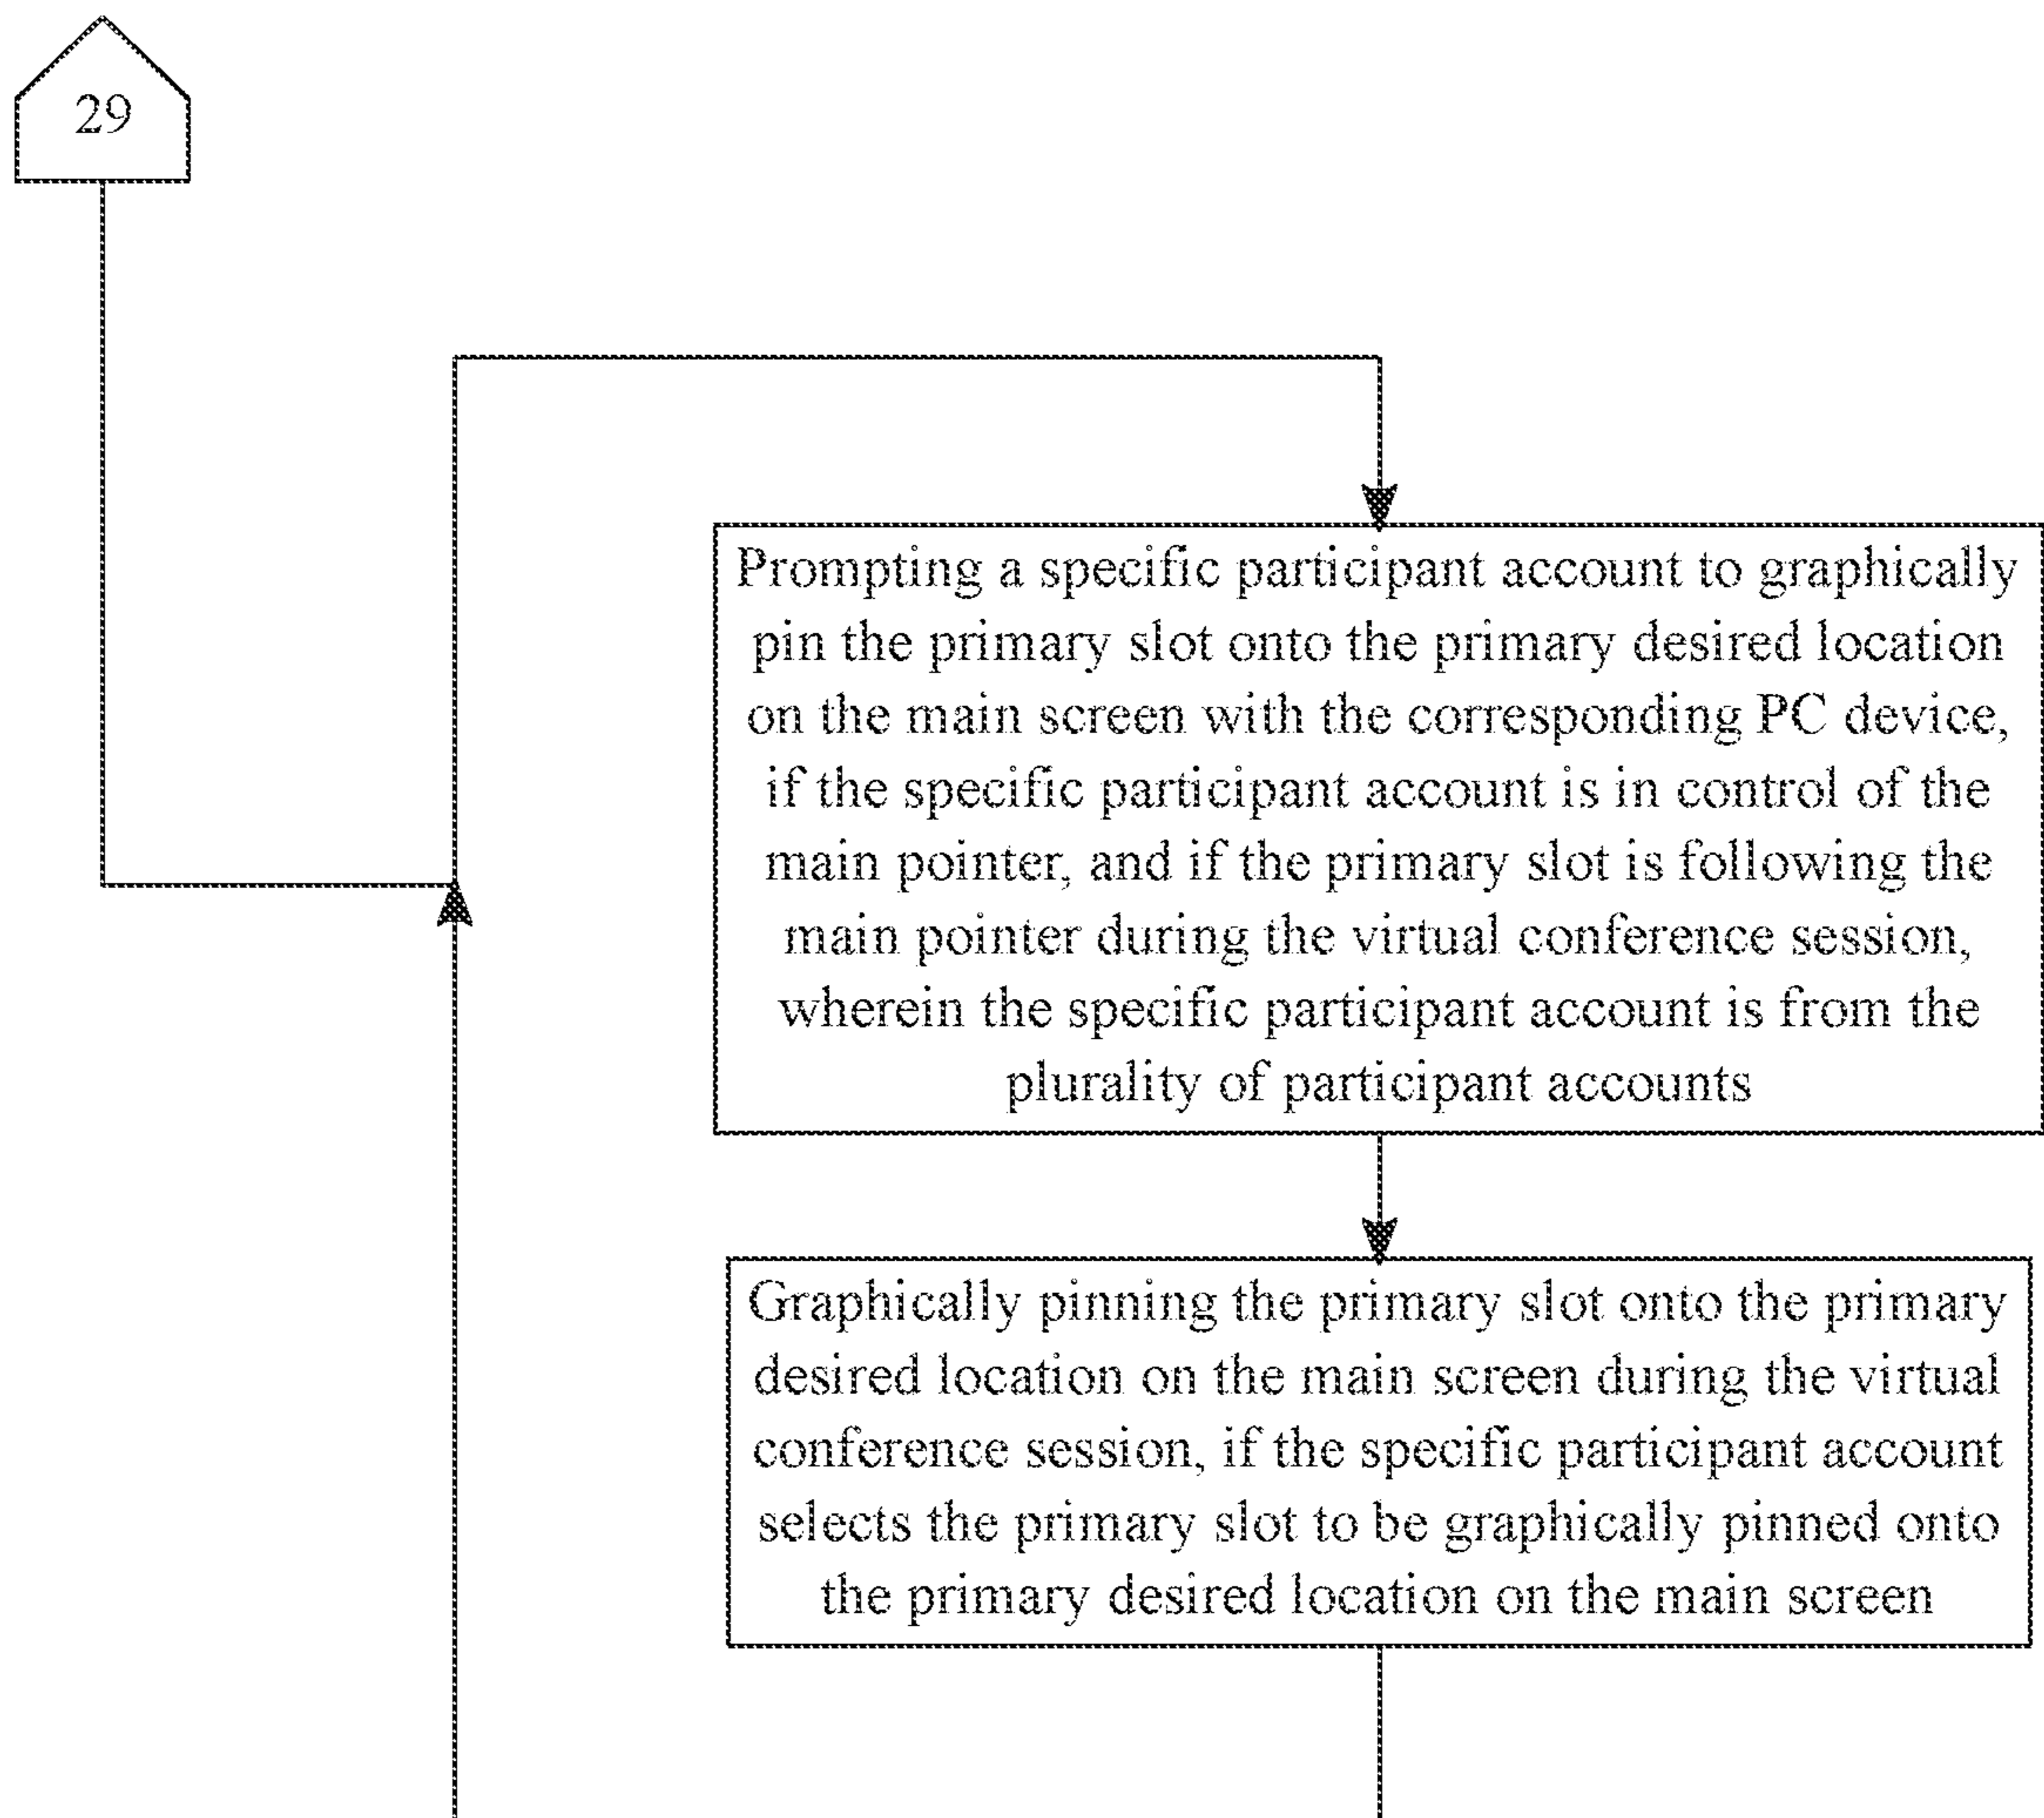 29
Prompting a specific participant account to graphically
pin the primary slot onto the primary desired location
on the main screen with the corresponding PC device,
if the specific participant account is in control of the
main pointer, and if the primary slot is following the
main pointer during the virtual conference session,
wherein the specific participant account is from the
plurality of participant accounts
Graphically pinning the primary slot onto the primary
desired location on the main screen during the virtual
conference session, if the specific participant account
selects the primary slot to be graphically pinned onto
the primary desired location on the main screen